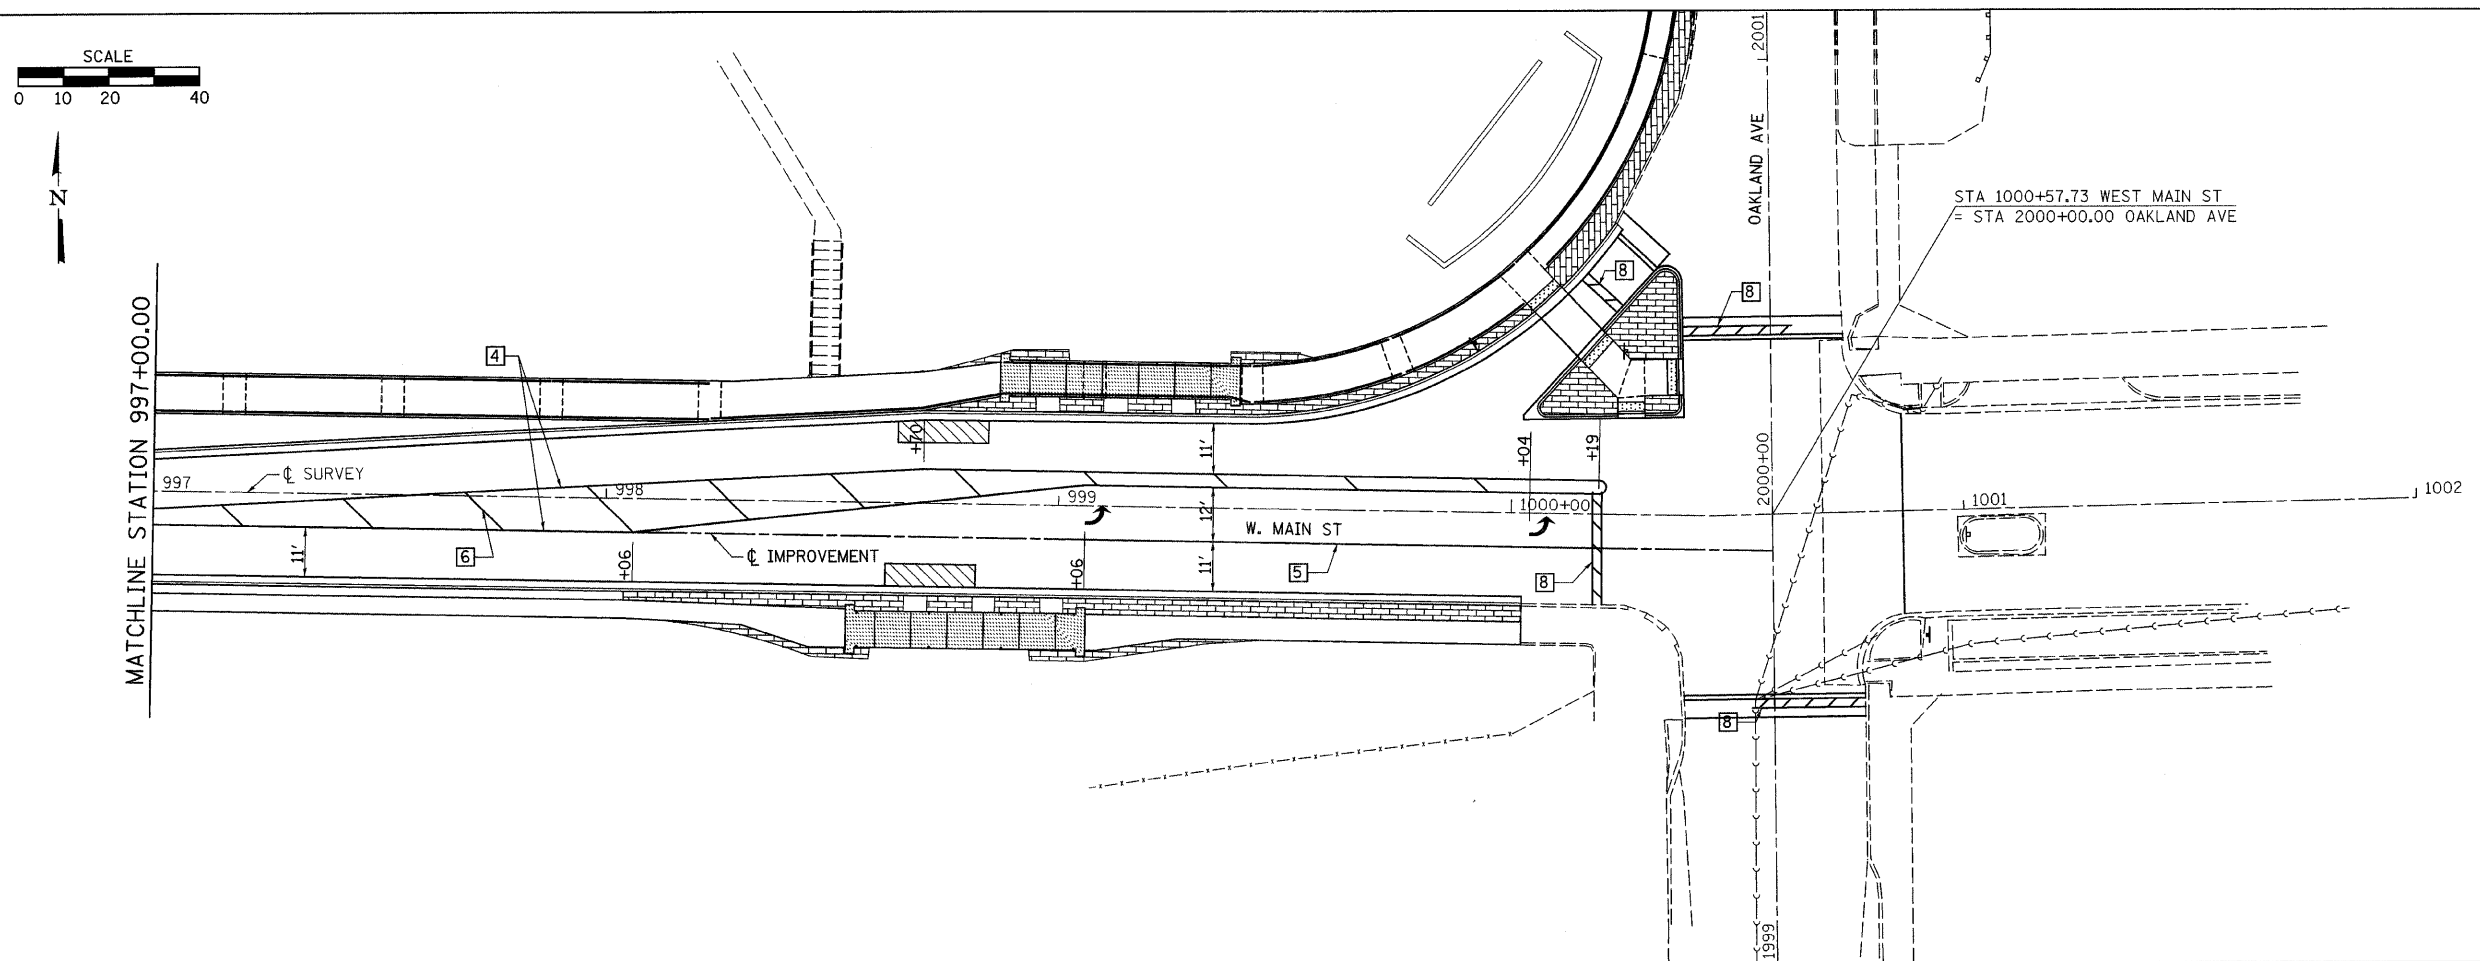 SCALE
0 10 20 40
N
2001
OAKLAND AVE
STA 1000+57.73 WEST MAIN ST
= STA 2000+00.00 OAKLAND AVE
MATCHLINE STATION 997+00.00
8
8
4
+70
11'
+04
+19
2000+00
997
℄ SURVEY
998
999
1000+00
1001
1002
12'
W. MAIN ST
11'
6
+06
℄ IMPROVEMENT
+06
11'
5
8
8
1999